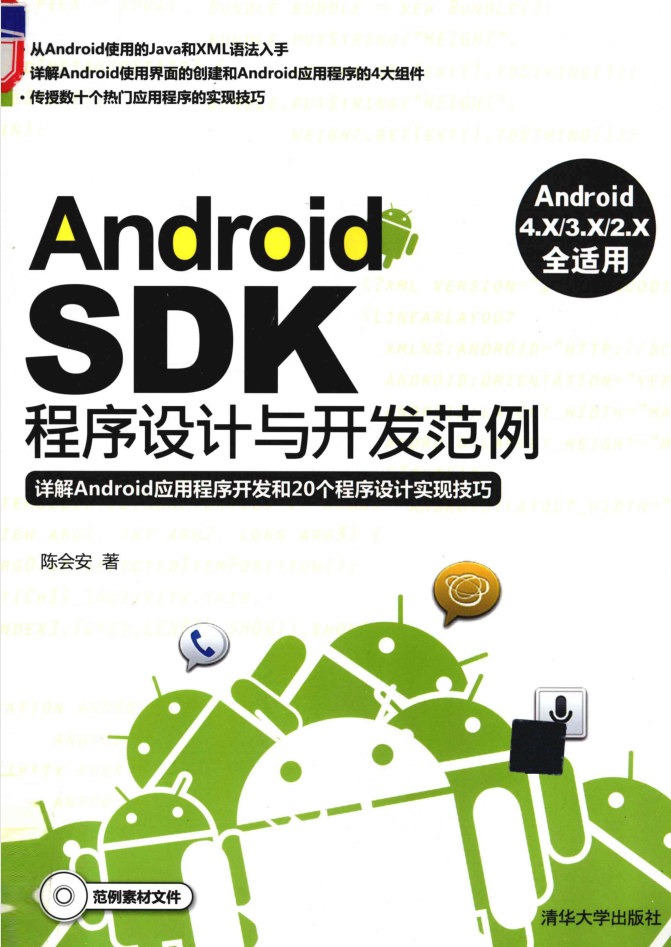 · 从Android使用的Java和XML语法入手
· 详解Android使用界面的创建和Android应用程序的4大组件
· 传授数十个热门应用程序的实现技巧
Android
4.X/3.X/2.X
全适用
Android
SDK
程序设计与开发范例
详解Android应用程序开发和20个程序设计实现技巧
陈会安 著
范例素材文件
清华大学出版社